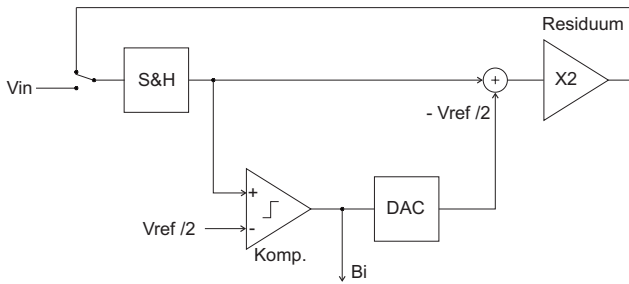 Residuum
S&H
+
X2
Vin
- Vref /2
+
DAC
Vref /2
-
Komp.
Bi